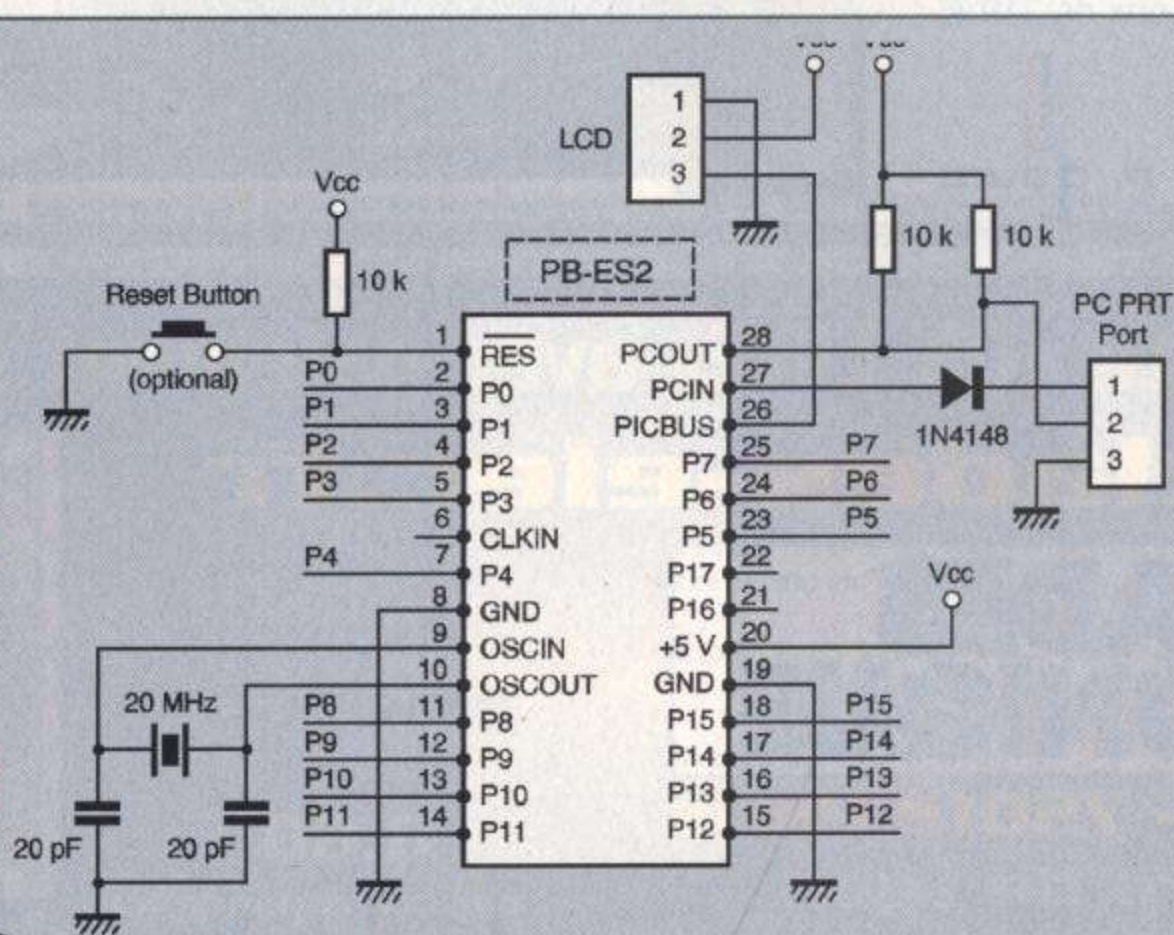 LCD
1
2
3
Vcc
Vcc
Vcc
10 k
10 k
10 k
Reset Button
(optional)
PB-ES2
PC PRT
Port
1
2
3
1N4148
1 RES
P0 2 P0
P1 3 P1
P2 4 P2
P3 5 P3
6 CLKIN
P4 7 P4
8 GND
9 OSCIN
10 OSCOUT
P8 11 P8
P9 12 P9
P10 13 P10
P11 14 P11
PCOUT 28
PCIN 27
PICBUS 26
P7 25 P7
P6 24 P6
P5 23 P5
P17 22
P16 21
+5 V 20
Vcc
GND 19
P15 18 P15
P14 17 P14
P13 16 P13
P12 15 P12
20 MHz
20 pF
20 pF